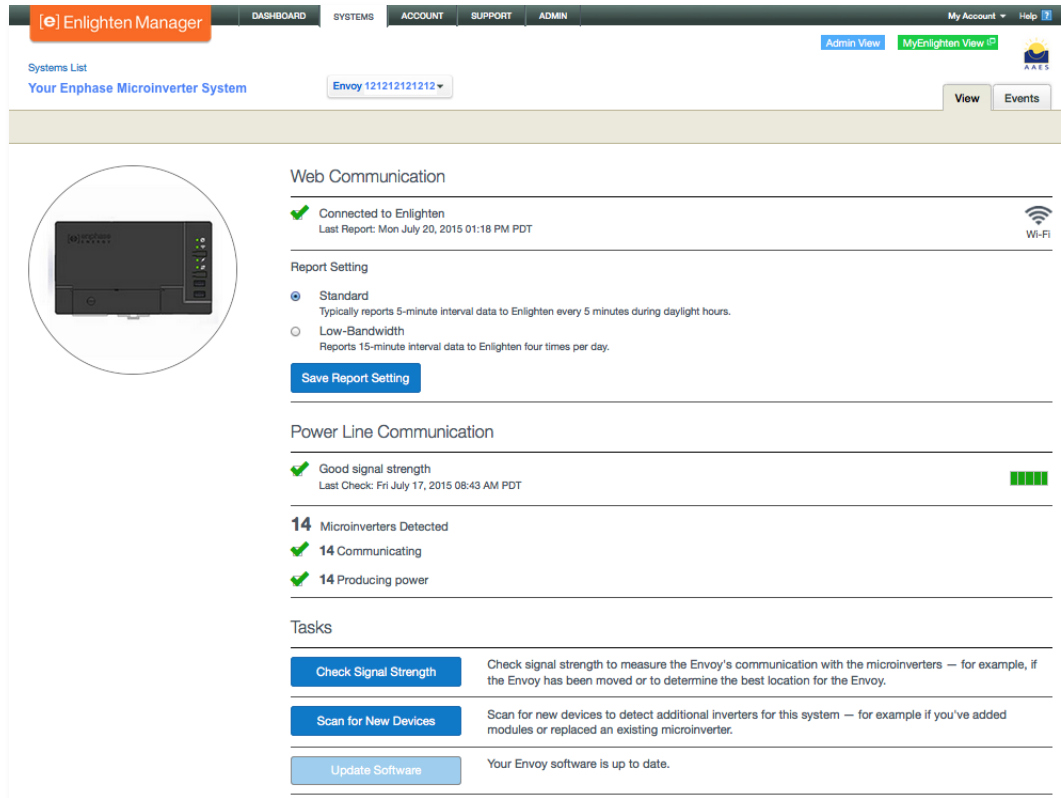 [e] Enlighten Manager
DASHBOARD SYSTEMS ACCOUNT SUPPORT ADMIN
My Account Help ?
Admin View MyEnlighten View
AAES
Systems List
Your Enphase Microinverter System
Envoy 121212121212
View Events
[e] enphase
ENERGY
Web Communication
Connected to Enlighten
Last Report: Mon July 20, 2015 01:18 PM PDT
Wi-Fi
Report Setting
Standard
Typically reports 5-minute interval data to Enlighten every 5 minutes during daylight hours.
Low-Bandwidth
Reports 15-minute interval data to Enlighten four times per day.
Save Report Setting
Power Line Communication
Good signal strength
Last Check: Fri July 17, 2015 08:43 AM PDT
14 Microinverters Detected
14 Communicating
14 Producing power
Tasks
Check Signal Strength
Check signal strength to measure the Envoy's communication with the microinverters — for example, if
the Envoy has been moved or to determine the best location for the Envoy.
Scan for New Devices
Scan for new devices to detect additional inverters for this system — for example if you've added
modules or replaced an existing microinverter.
Update Software
Your Envoy software is up to date.